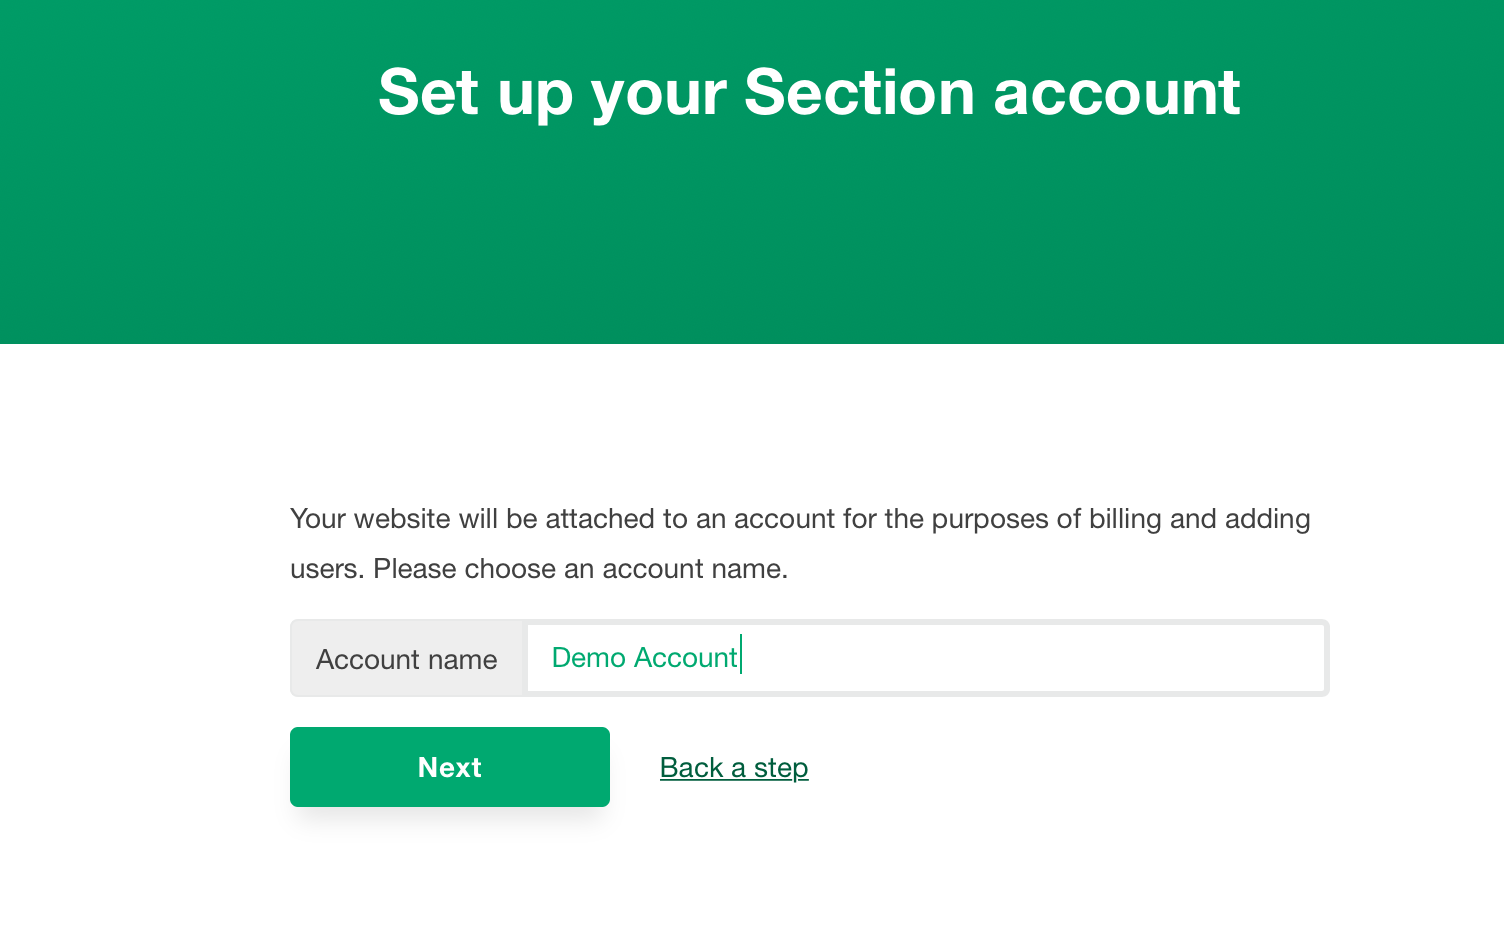 Set up your Section account
Your website will be attached to an account for the purposes of billing and adding
users. Please choose an account name.
Account name Demo Account
Next Back a step